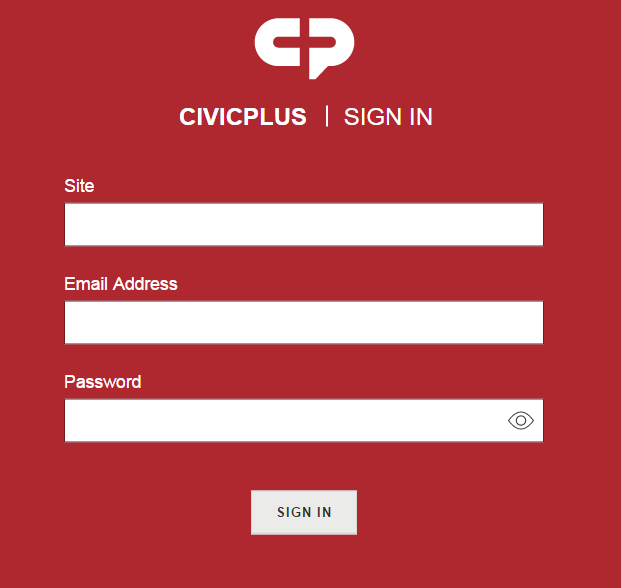 CIVICPLUS | SIGN IN
Site
Email Address
Password
SIGN IN